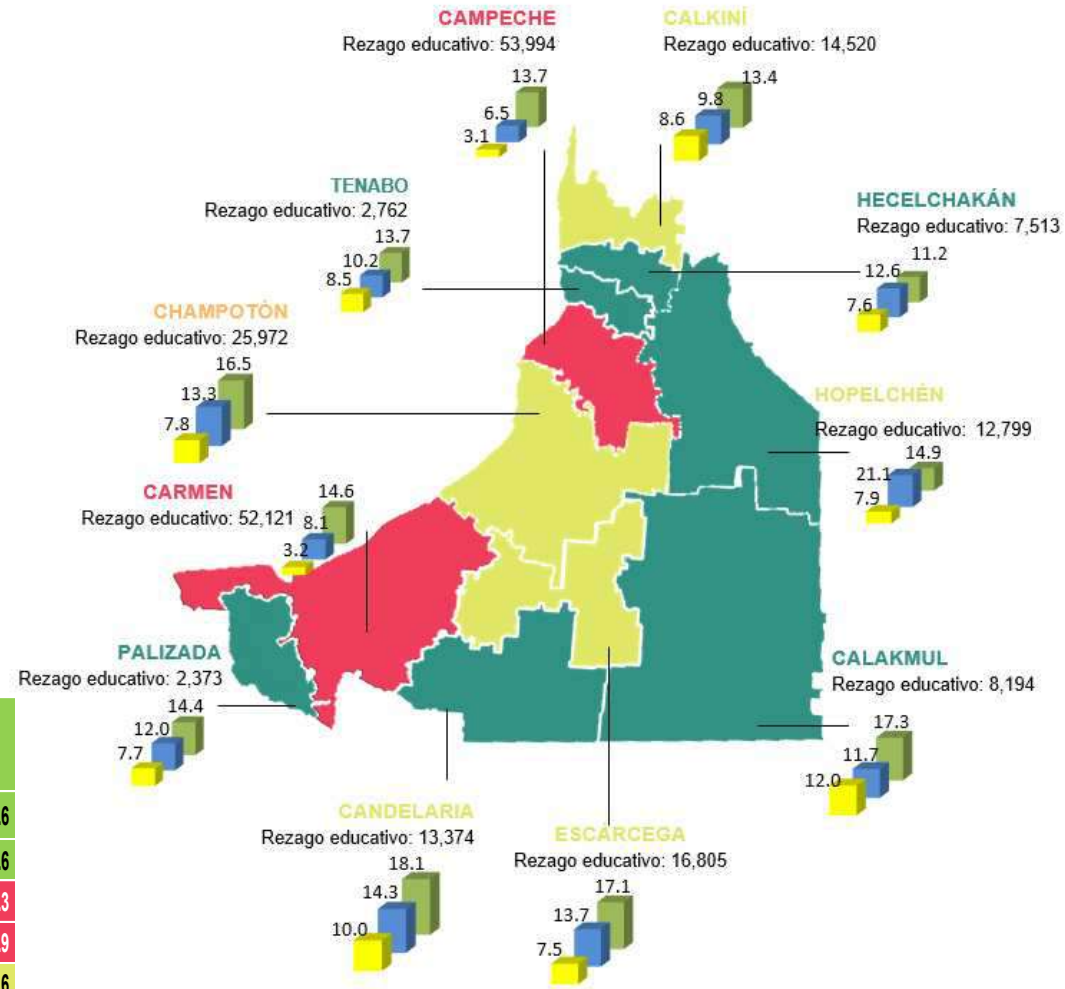 CAMPECHE
Rezago educativo: 53,994
13.7
6.5
3.1
CALKINÍ
Rezago educativo: 14,520
13.4
9.8
8.6
TENABO
Rezago educativo: 2,762
13.7
10.2
8.5
HECELCHAKÁN
Rezago educativo: 7,513
11.2
12.6
7.6
CHAMPOTÓN
Rezago educativo: 25,972
16.5
13.3
7.8
HOPELCHÉN
Rezago educativo: 12,799
14.9
21.1
7.9
CARMEN
Rezago educativo: 52,121
14.6
8.1
3.2
PALIZADA
Rezago educativo: 2,373
14.4
12.0
7.7
CALAKMUL
Rezago educativo: 8,194
17.3
11.7
12.0
CANDELARIA
Rezago educativo: 13,374
18.1
14.3
10.0
ESCÁRCEGA
Rezago educativo: 16,805
17.1
13.7
7.5